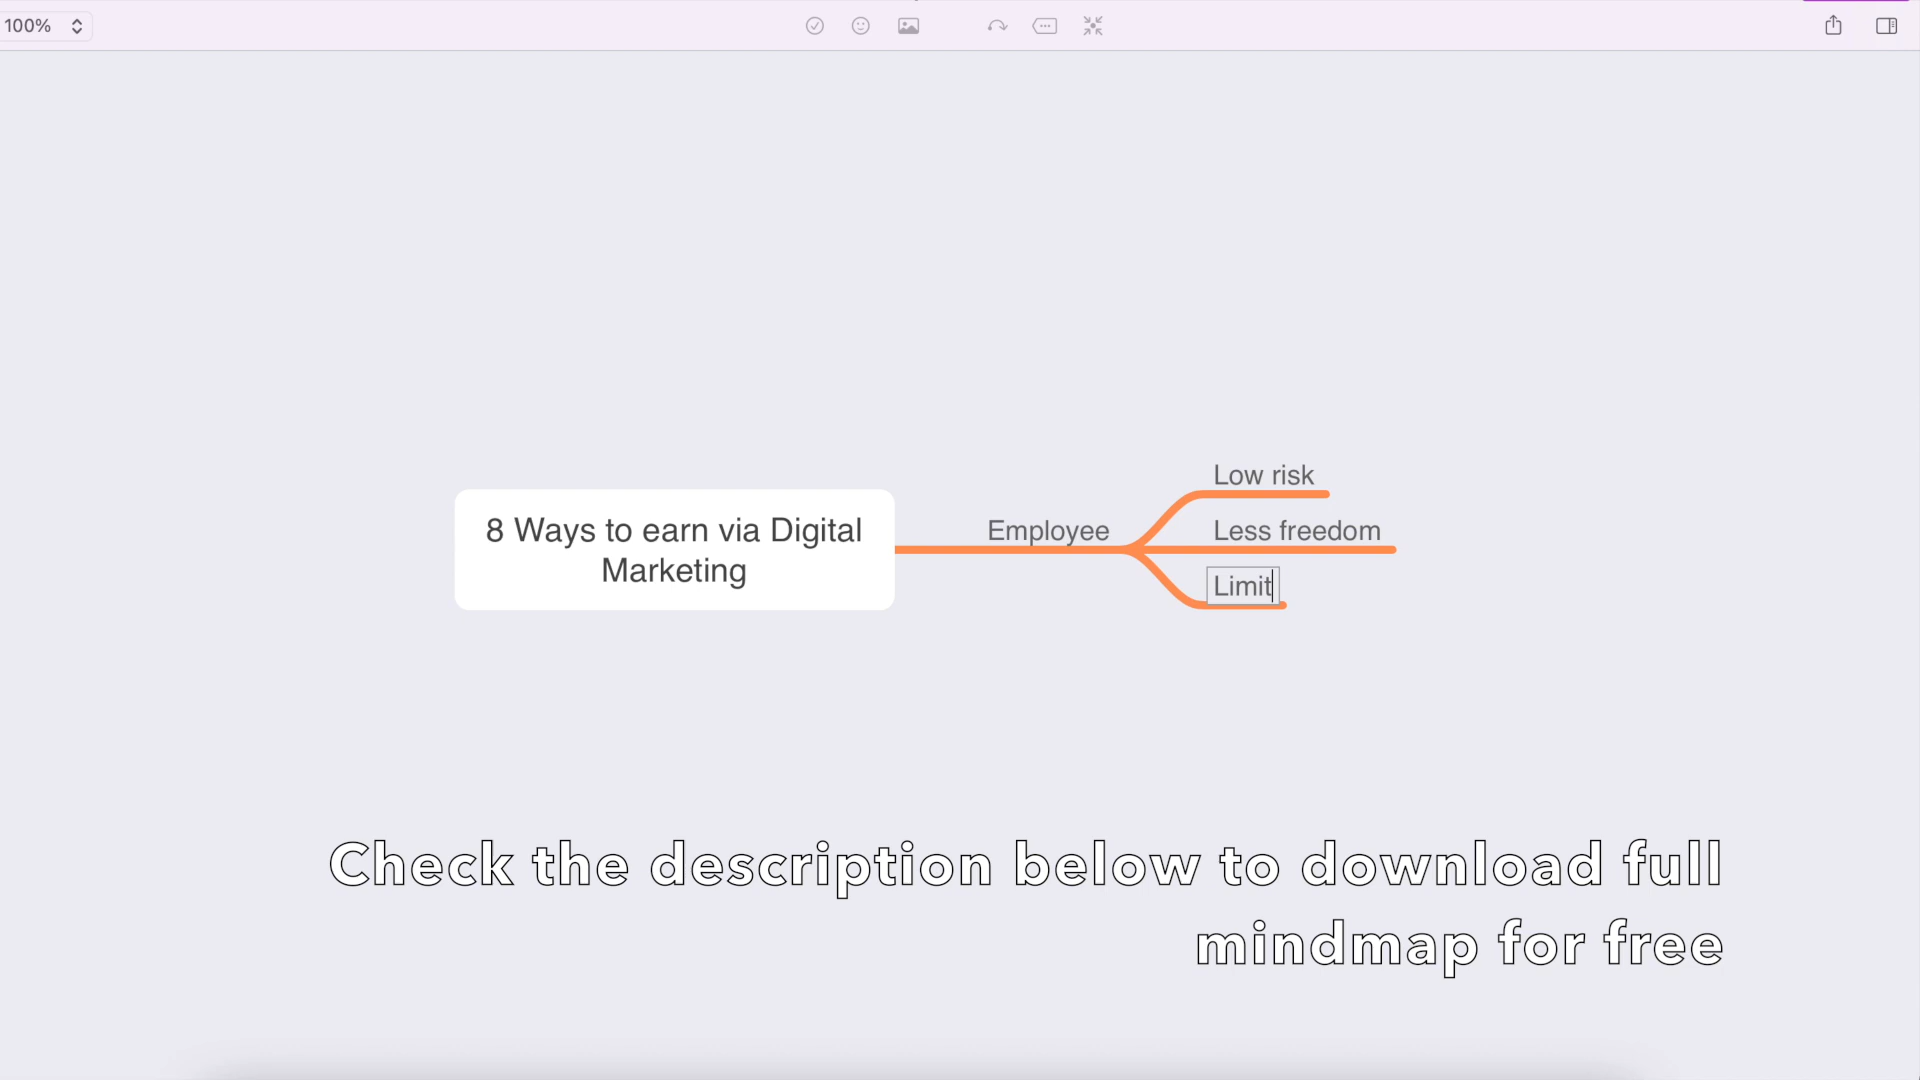 100%
8 Ways to earn via Digital
Marketing
Employee
Low risk
Less freedom
Limit
Check the description below to download full
mindmap for free